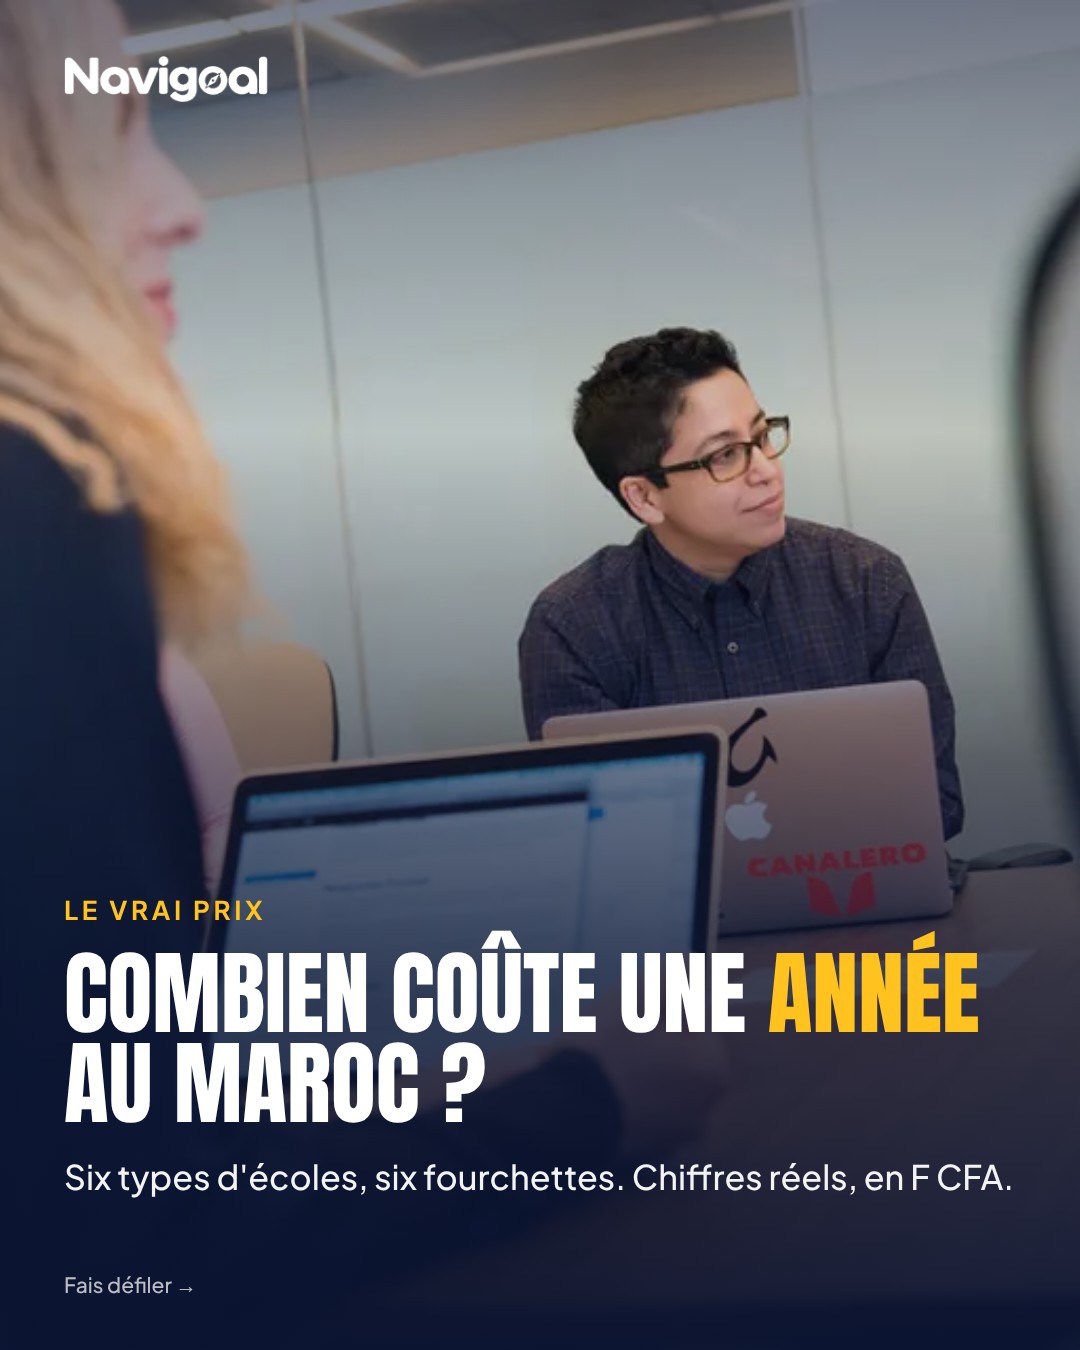 Navigoal
CANALERO
LE VRAI PRIX
COMBIEN COÛTE UNE ANNÉE
AU MAROC ?
Six types d'écoles, six fourchettes. Chiffres réels, en F CFA.
Fais défiler →